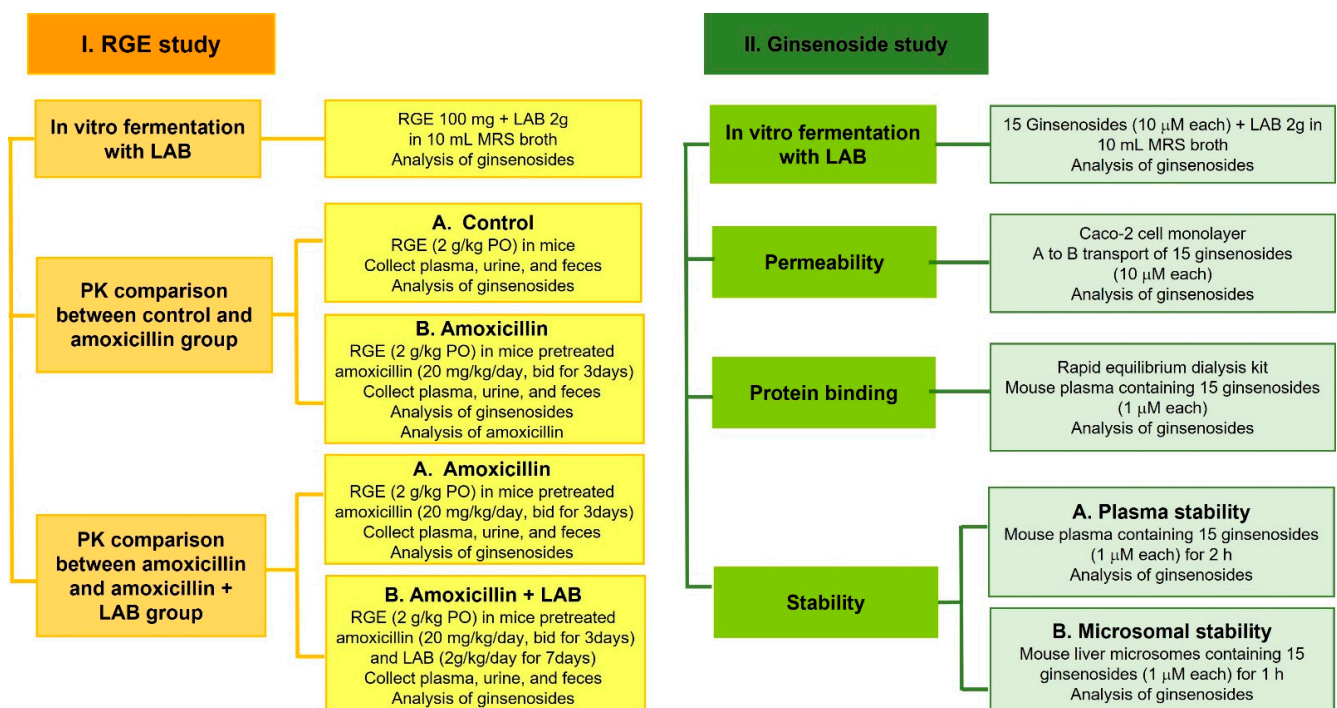 I. RGE study
In vitro fermentation
with LAB
RGE 100 mg + LAB 2g
in 10 mL MRS broth
Analysis of ginsenosides
PK comparison
between control and
amoxicillin group
A. Control
RGE (2 g/kg PO) in mice
Collect plasma, urine, and feces
Analysis of ginsenosides
B. Amoxicillin
RGE (2 g/kg PO) in mice pretreated
amoxicillin (20 mg/kg/day, bid for 3days)
Collect plasma, urine, and feces
Analysis of ginsenosides
Analysis of amoxicillin
PK comparison
between amoxicillin
and amoxicillin +
LAB group
A. Amoxicillin
RGE (2 g/kg PO) in mice pretreated
amoxicillin (20 mg/kg/day, bid for 3days)
Collect plasma, urine, and feces
Analysis of ginsenosides
B. Amoxicillin + LAB
RGE (2 g/kg PO) in mice pretreated
amoxicillin (20 mg/kg/day, bid for 3days)
and LAB (2g/kg/day for 7days)
Collect plasma, urine, and feces
Analysis of ginsenosides
II. Ginsenoside study
In vitro fermentation
with LAB
15 Ginsenosides (10 μM each) + LAB 2g in
10 mL MRS broth
Analysis of ginsenosides
Permeability
Caco-2 cell monolayer
A to B transport of 15 ginsenosides
(10 μM each)
Analysis of ginsenosides
Protein binding
Rapid equilibrium dialysis kit
Mouse plasma containing 15 ginsenosides
(1 μM each)
Analysis of ginsenosides
Stability
A. Plasma stability
Mouse plasma containing 15 ginsenosides
(1 μM each) for 2 h
Analysis of ginsenosides
B. Microsomal stability
Mouse liver microsomes containing 15
ginsenosides (1 μM each) for 1 h
Analysis of ginsenosides